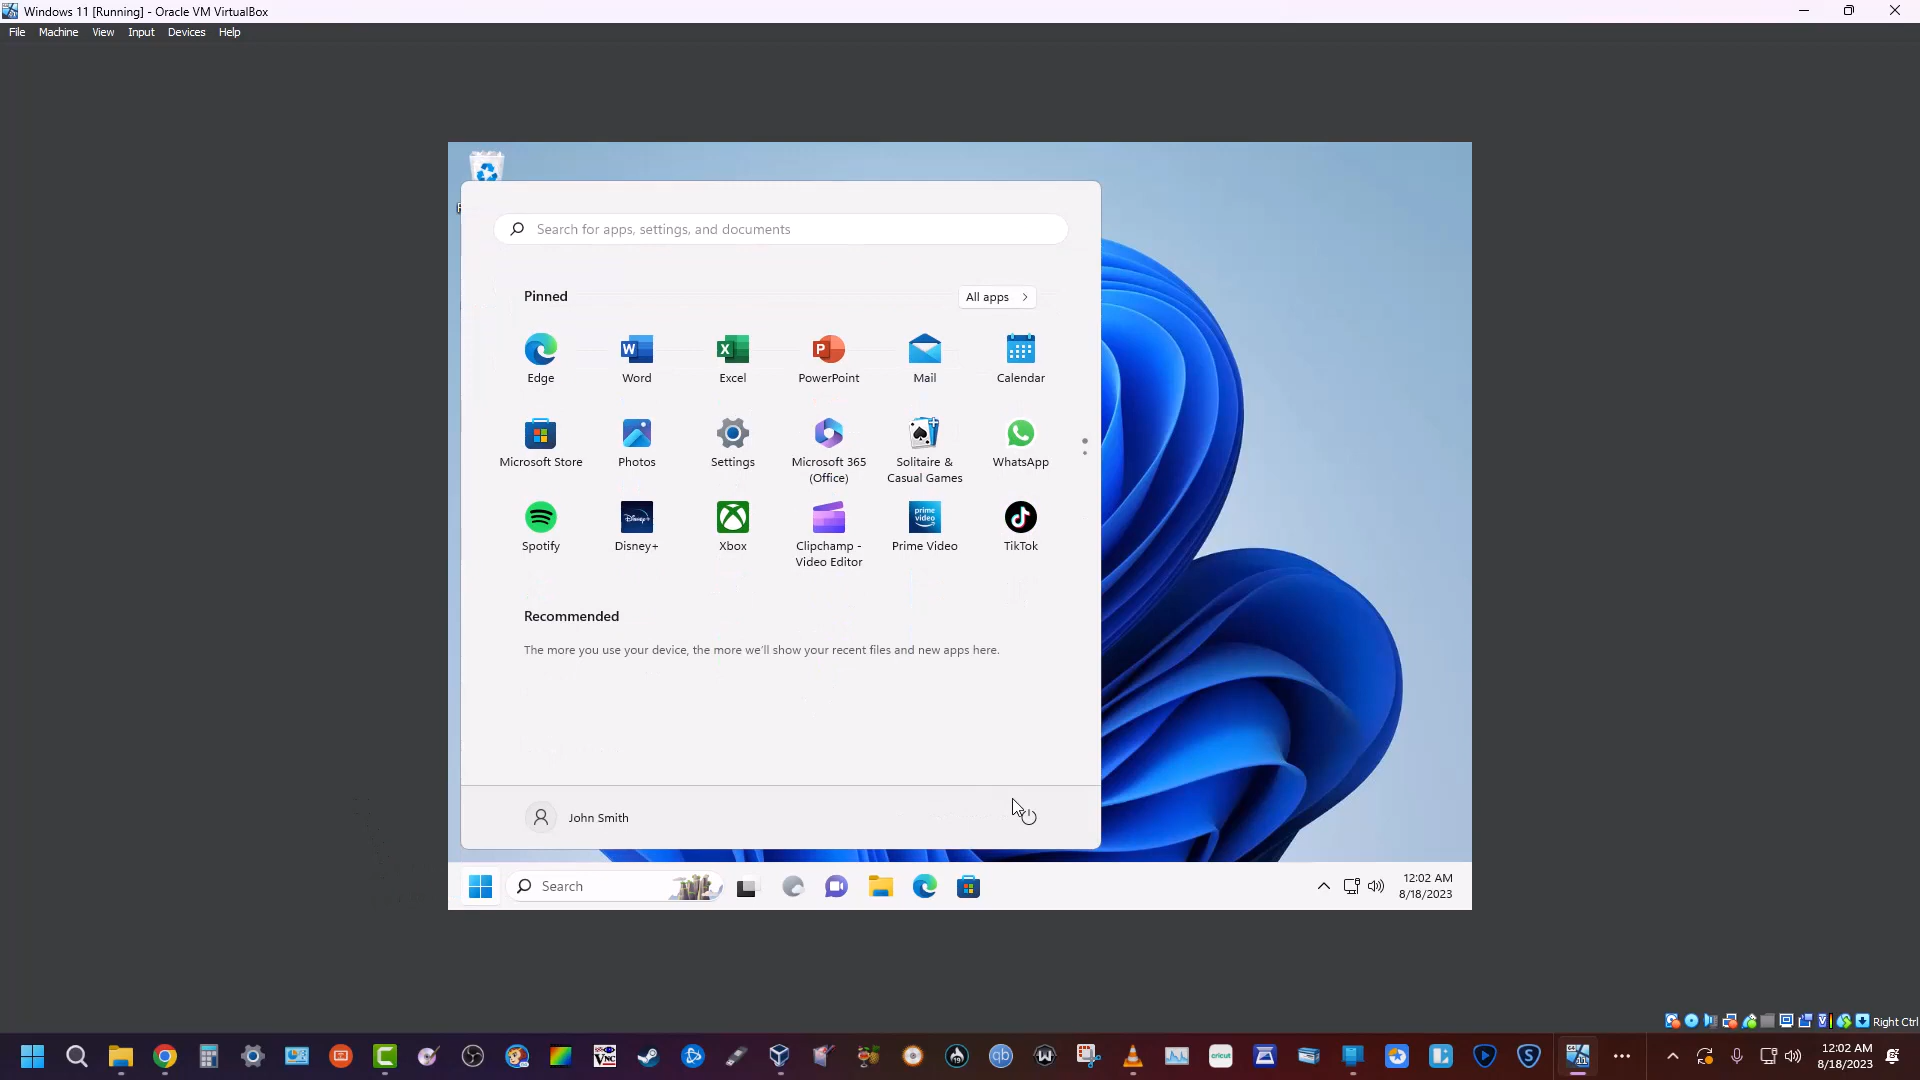 Windows 11 [Running] - Oracle VM VirtualBox
File Machine View Input Devices Help
Search for apps, settings, and documents
Pinned
All apps
Edge
Word
Excel
PowerPoint
Mail
Calendar
Microsoft Store
Photos
Settings
Microsoft 365
(Office)
Solitaire &
Casual Games
WhatsApp
Spotify
Disney+
Xbox
Clipchamp -
Video Editor
prime
video
Prime Video
TikTok
Recommended
The more you use your device, the more we'll show your recent files and new apps here.
John Smith
Search
12:02 AM
8/18/2023
Right Ctrl
12:02 AM
8/18/2023